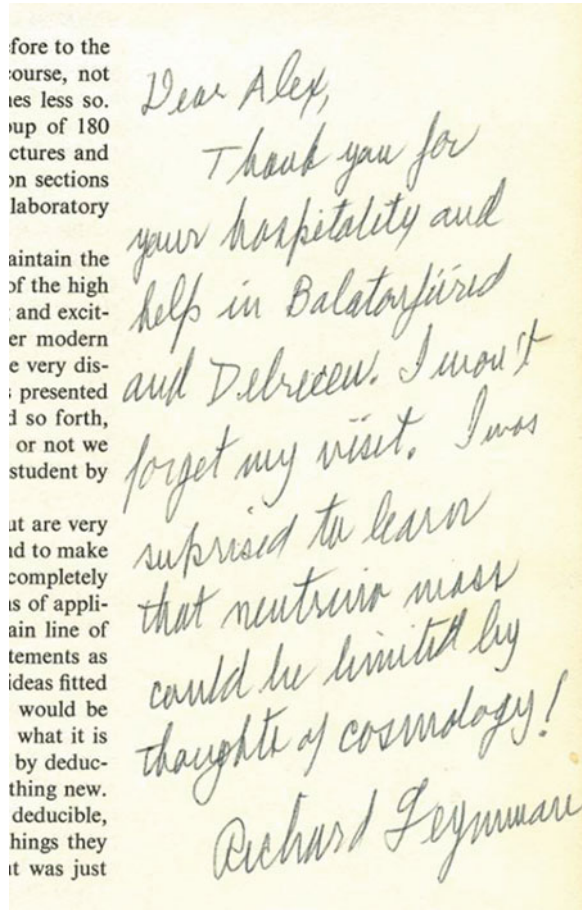 fore to the
course, not
nes less so.
oup of 180
ctures and
on sections
laboratory
aintain the
of the high
and excit-
er modern
e very dis-
presented
d so forth,
or not we
student by
ut are very
nd to make
completely
ns of appli-
ain line of
tements as
ideas fitted
would be
what it is
by deduc-
thing new.
deducible,
hings they
t was just
Dear Alex,
Thank you for
your hospitality and
help in Balatonfüred
and Debrecen. I won't
forget my visit. I was
suprised to learn
that neutrino mass
could be limited by
thoughts of cosmology!
Richard Feynman